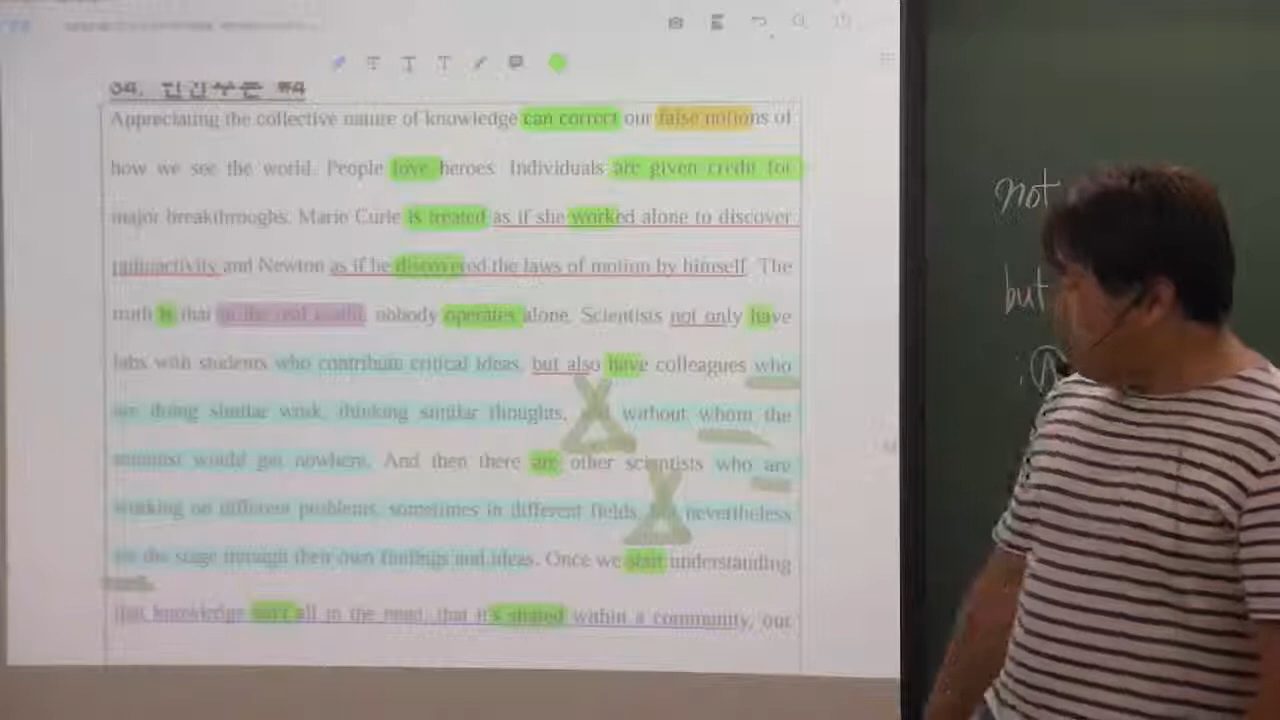 Appreciating the collective nature of knowledge can correct our false notions of
how we see the world. People love heroes. Individuals are given credit for
major breakthroughs. Marie Curie is treated as if she worked alone to discover
radioactivity and Newton as if he discovered the laws of motion by himself. The
truth is that in the real world, nobody operates alone. Scientists not only have
labs with students who contribute critical ideas, but also have colleagues who
are doing similar work, thinking similar thoughts, without whom the
scientist would get nowhere. And then there are other scientists who are
working on different problems, sometimes in different fields, nevertheless
set the stage through their own findings and ideas. Once we start understanding
that knowledge isn't all in the head, that it's shared within a community, our
not
but